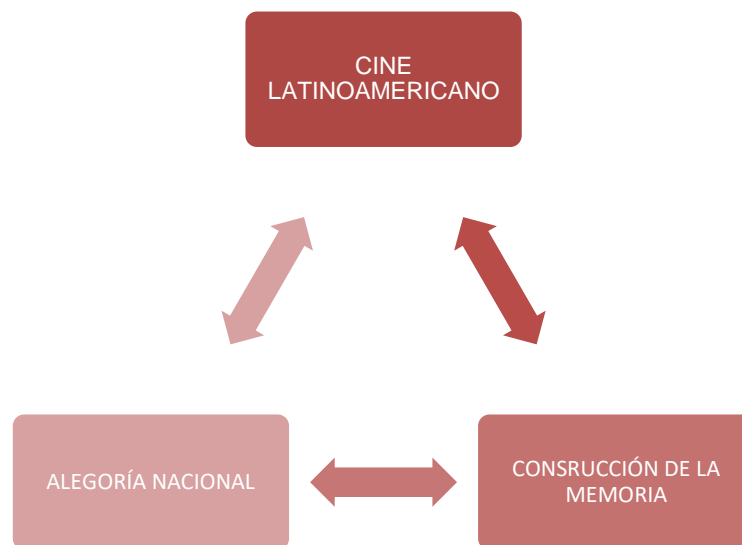 CINE
LATINOAMERICANO
ALEGORÍA NACIONAL
CONSRUCCIÓN DE LA
MEMORIA